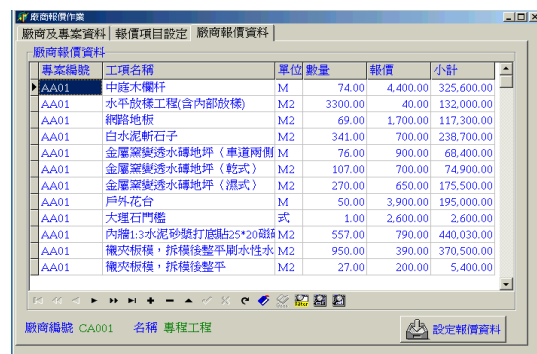 廠商報價作業
廠商及專案資料 報價項目設定 廠商報價資料
廠商報價資料
專案編號 工項名稱 單位 數量 報價 小計
AA01 中庭木欄杆 M 74.00 4,400.00 325,600.00
AA01 水平放樣工程(含內部放樣) M2 3300.00 40.00 132,000.00
AA01 網路地板 M2 69.00 1,700.00 117,300.00
AA01 白水泥斬石子 M2 341.00 700.00 238,700.00
AA01 金屬窯變透水磚地坪（車道兩側 M 76.00 900.00 68,400.00
AA01 金屬窯變透水磚地坪（乾式） M2 107.00 700.00 74,900.00
AA01 金屬窯變透水磚地坪（濕式） M2 270.00 650.00 175,500.00
AA01 戶外花台 M 50.00 3,900.00 195,000.00
AA01 大理石門檻 式 1.00 2,600.00 2,600.00
AA01 內牆1:3水泥砂漿打底貼25*20磁磚 M2 557.00 790.00 440,030.00
AA01 襯夾板模，拆模後整平刷水性水 M2 950.00 390.00 370,500.00
AA01 襯夾板模，拆模後整平 M2 27.00 200.00 5,400.00
廠商編號 CA001 名稱 專程工程 設定報價資料